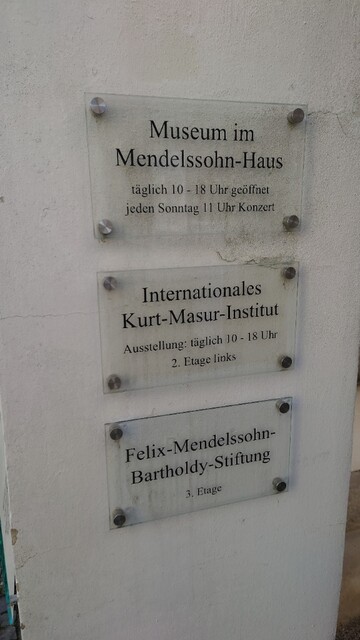 Museum im
Mendelssohn-Haus
täglich 10 - 18 Uhr geöffnet
jeden Sonntag 11 Uhr Konzert
Internationales
Kurt-Masur-Institut
Ausstellung: täglich 10 - 18 Uhr
2. Etage links
Felix-Mendelssohn-
Bartholdy-Stiftung
3. Etage